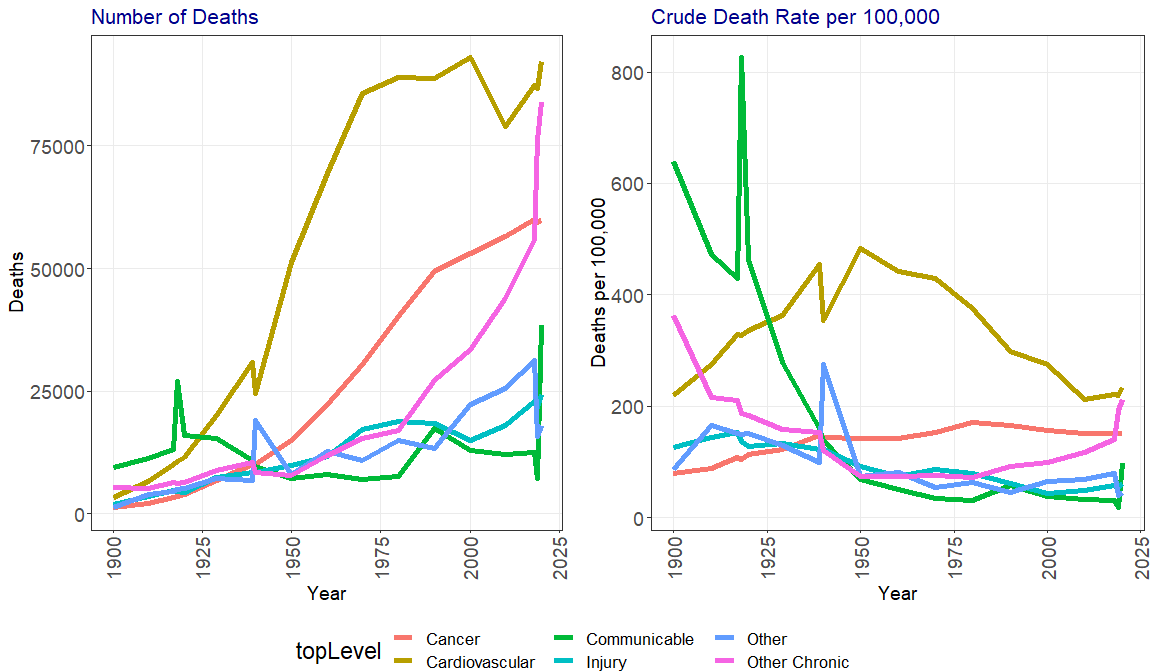 Number of Deaths
Deaths
75000
50000
25000
0
1900
1925
1950
1975
2000
2025
Year
Crude Death Rate per 100,000
Deaths per 100,000
800
600
400
200
0
1900
1925
1950
1975
2000
2025
Year
topLevel
Cancer
Cardiovascular
Communicable
Injury
Other
Other Chronic